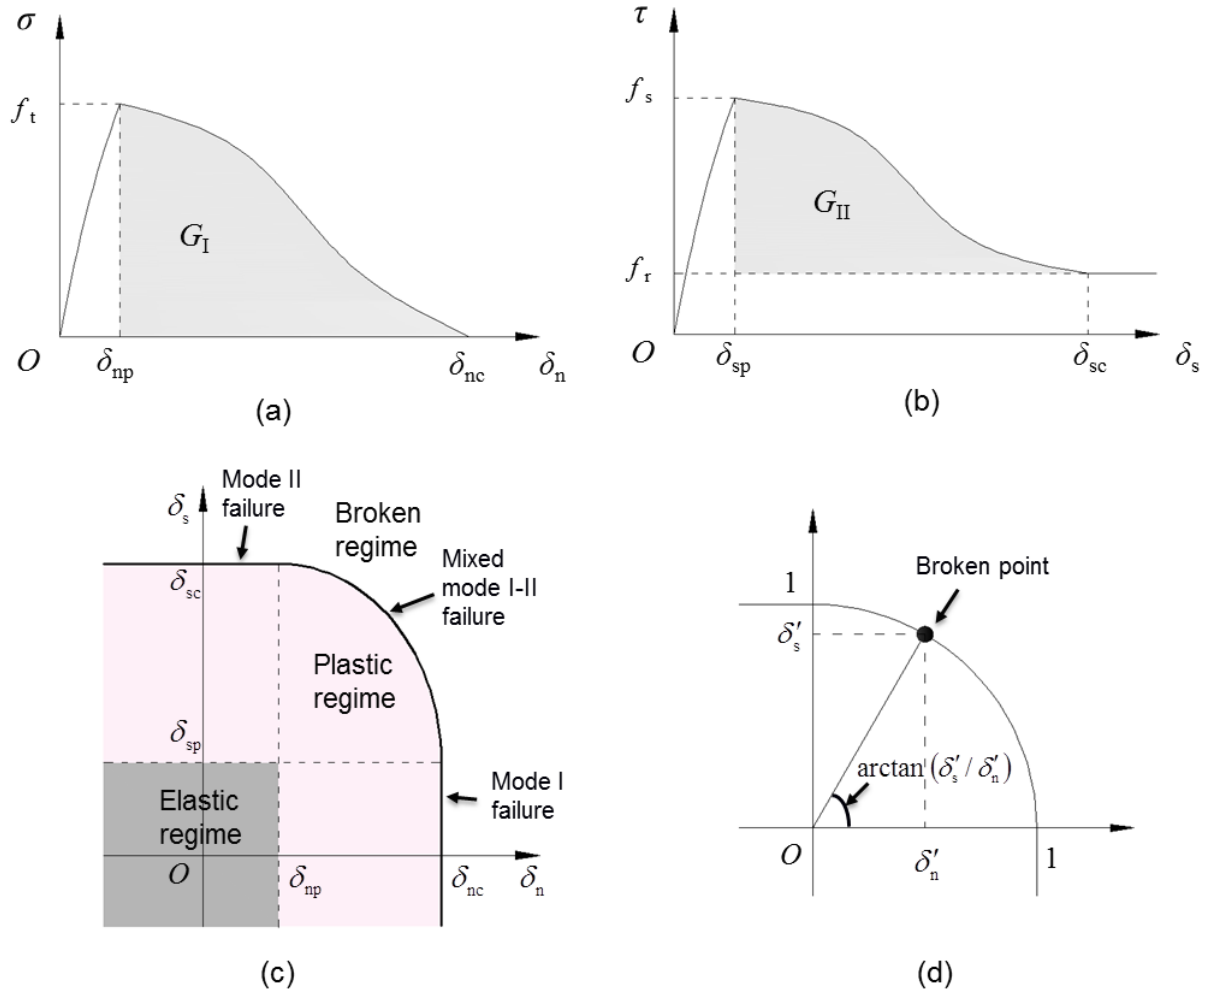 σ
f_t
G_I
O
δ_np
δ_nc
δ_n
(a)
τ
f_s
G_II
f_r
O
δ_sp
δ_sc
δ_s
(b)
Mode II
failure
δ_s
Broken
regime
Mixed
mode I-II
failure
δ_sc
Plastic
regime
δ_sp
Mode I
failure
Elastic
regime
O
δ_np
δ_nc
δ_n
(c)
Broken point
1
δ′_s
arctan(δ′_s/δ′_n)
O
δ′_n
1
(d)